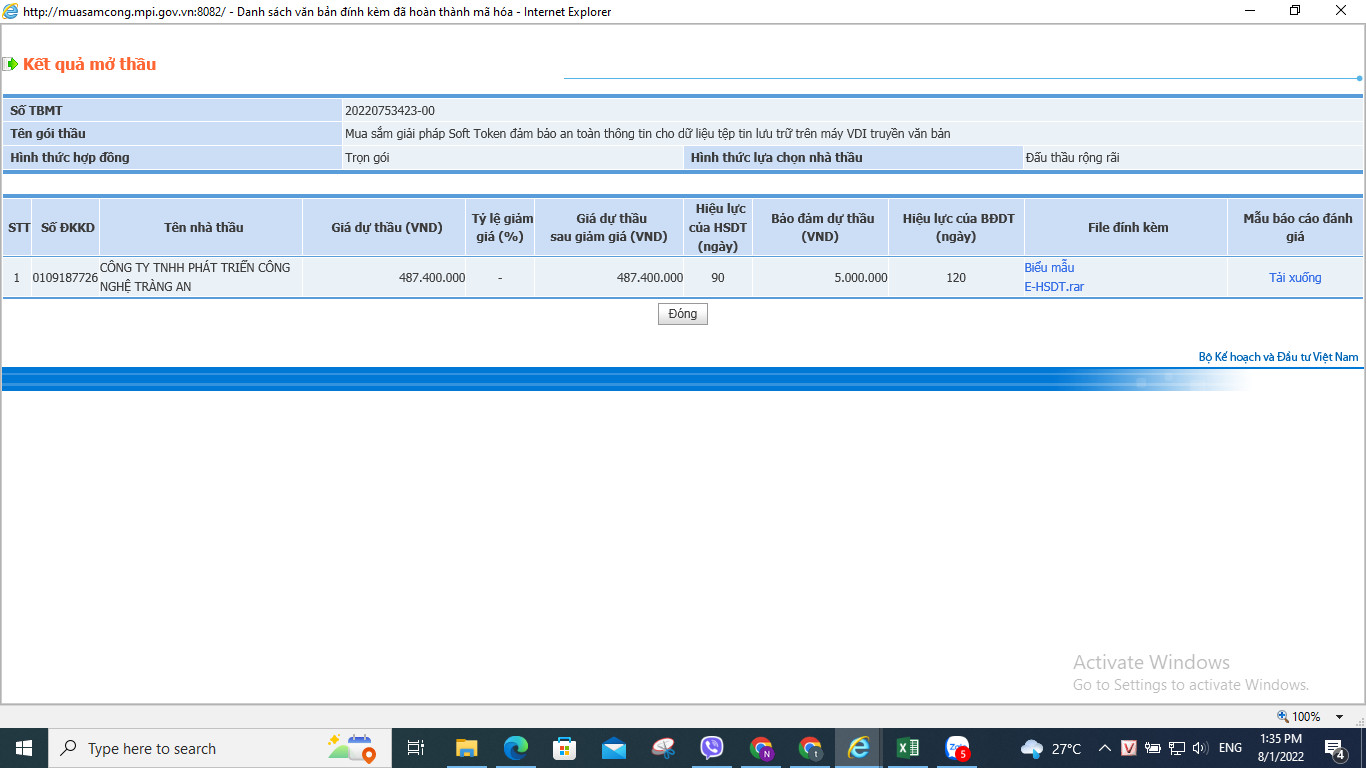 http://muasamcong.mpi.gov.vn:8082/ - Danh sách văn bản đính kèm đã hoàn thành mã hóa - Internet Explorer
Kết quả mở thầu
Số TBMT 20220753423-00
Tên gói thầu Mua sắm giải pháp Soft Token đảm bảo an toàn thông tin cho dữ liệu tệp tin lưu trữ trên máy VDI truyền văn bản
Hình thức hợp đồng Trọn gói Hình thức lựa chọn nhà thầu Đấu thầu rộng rãi
STT Số ĐKKD Tên nhà thầu Giá dự thầu (VND) Tỷ lệ giảm giá (%) Giá dự thầu sau giảm giá (VND) Hiệu lực của HSDT (ngày) Bảo đảm dự thầu (VND) Hiệu lực của BĐDT (ngày) File đính kèm Mẫu báo cáo đánh giá
1 0109187726 CÔNG TY TNHH PHÁT TRIỂN CÔNG NGHỆ TRÀNG AN 487.400.000 - 487.400.000 90 5.000.000 120 Biểu mẫu E-HSDT.rar Tải xuống
Đóng
Bộ Kế hoạch và Đầu tư Việt Nam
Activate Windows
Go to Settings to activate Windows.
100%
Type here to search
N
t
Zalo
5
27°C
V
ENG
1:35 PM
8/1/2022
4